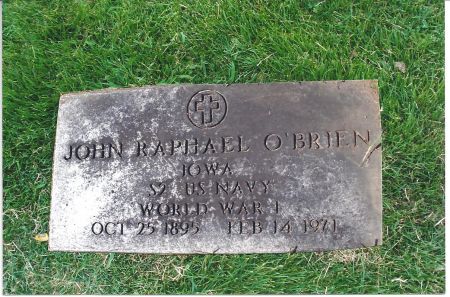 JOHN RAPHAEL O'BRIEN
IOWA
S2 US NAVY
WORLD WAR I
OCT 25 1895 FEB 14 1971